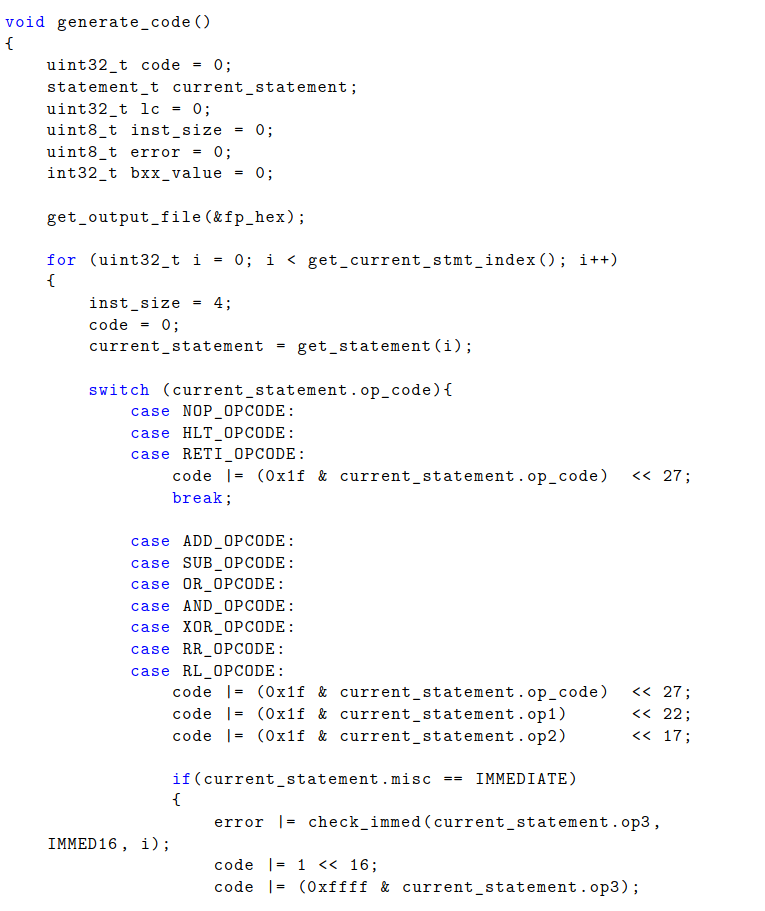 void generate_code()
{
    uint32_t code = 0;
    statement_t current_statement;
    uint32_t lc = 0;
    uint8_t inst_size = 0;
    uint8_t error = 0;
    int32_t bxx_value = 0;

    get_output_file(&fp_hex);

    for (uint32_t i = 0; i < get_current_stmt_index(); i++)
    {
        inst_size = 4;
        code = 0;
        current_statement = get_statement(i);

        switch (current_statement.op_code){
            case NOP_OPCODE:
            case HLT_OPCODE:
            case RETI_OPCODE:
                code |= (0x1f & current_statement.op_code)  << 27;
                break;

            case ADD_OPCODE:
            case SUB_OPCODE:
            case OR_OPCODE:
            case AND_OPCODE:
            case XOR_OPCODE:
            case RR_OPCODE:
            case RL_OPCODE:
                code |= (0x1f & current_statement.op_code)  << 27;
                code |= (0x1f & current_statement.op1)      << 22;
                code |= (0x1f & current_statement.op2)      << 17;

                if(current_statement.misc == IMMEDIATE)
                {
                    error |= check_immed(current_statement.op3,
    IMMED16, i);
                    code |= 1 << 16;
                    code |= (0xffff & current_statement.op3);